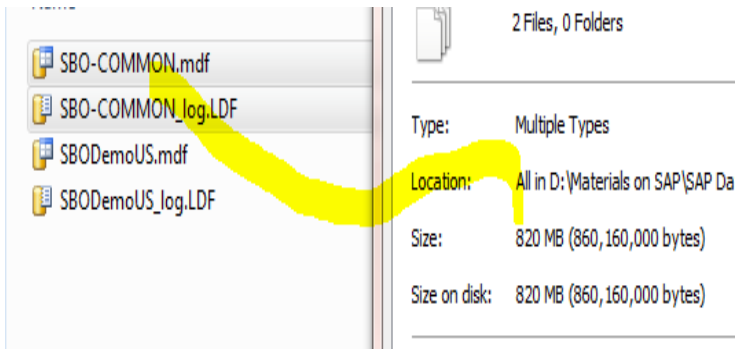 SBO-COMMON.mdf
SBO-COMMON_log.LDF
SBODemoUS.mdf
SBODemoUS_log.LDF
2 Files, 0 Folders
Type: Multiple Types
Location: All in D:\Materials on SAP\SAP Da
Size: 820 MB (860,160,000 bytes)
Size on disk: 820 MB (860,160,000 bytes)